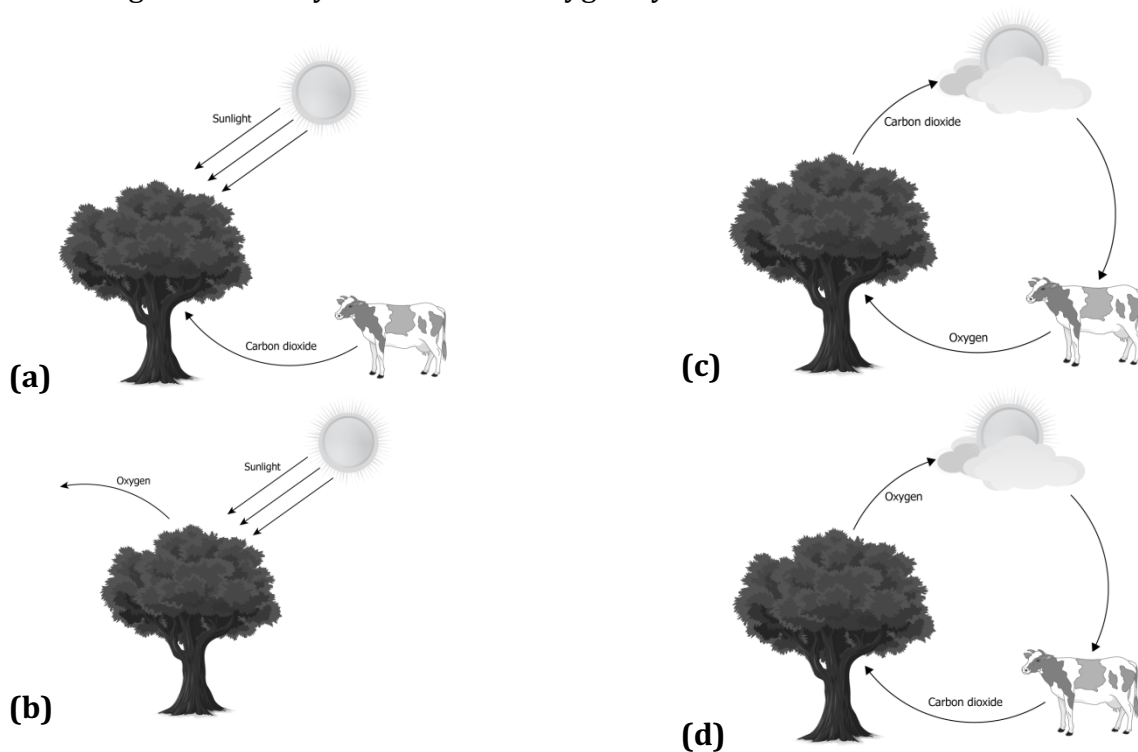 Sunlight
Carbon dioxide
(a)
Oxygen
Sunlight
(b)
Carbon dioxide
Oxygen
(c)
Oxygen
Carbon dioxide
(d)